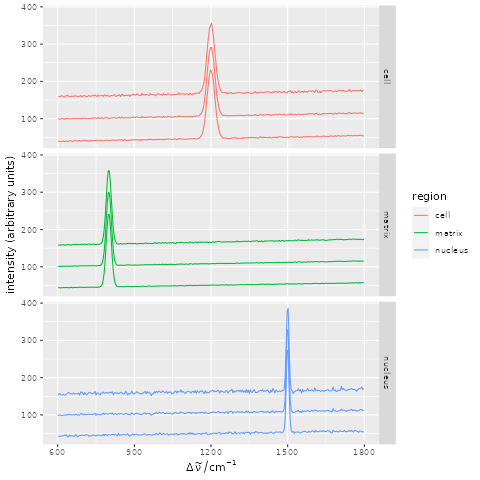 400
300
200
100
cell
400
300
200
100
matrix
400
300
200
100
nucleus
600
900
1200
1500
1800
Δν̃/cm⁻¹
intensity (arbitrary units)
region
cell
matrix
nucleus